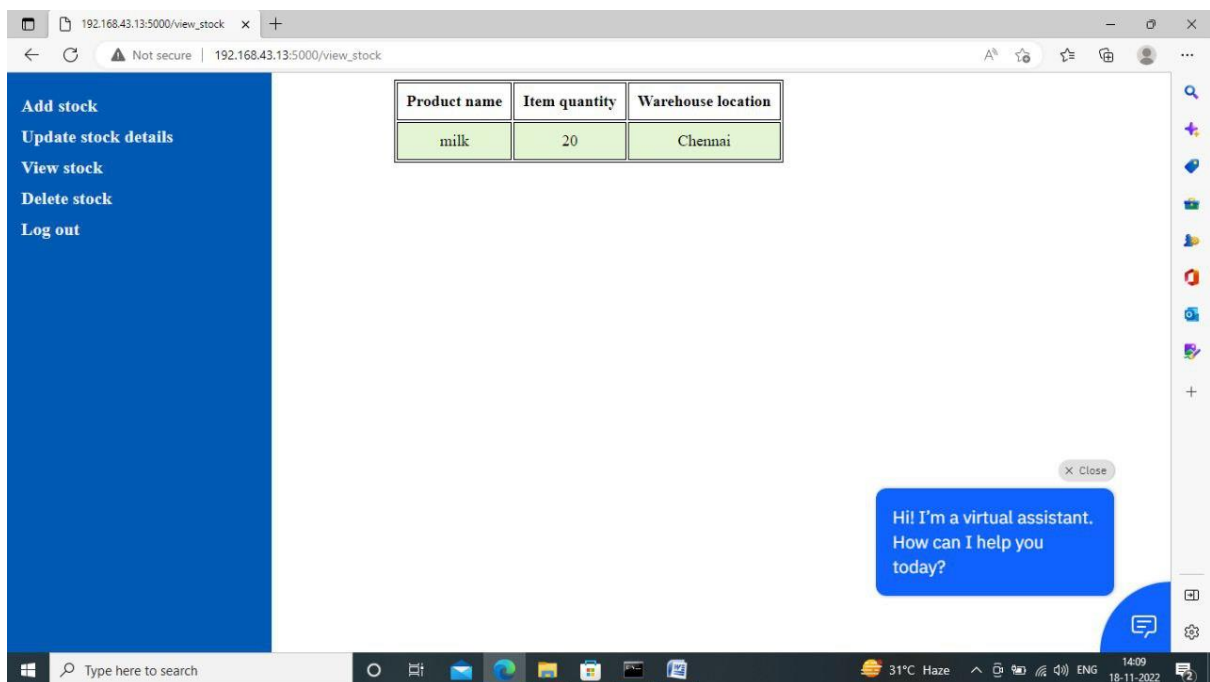 192.168.43.13:5000/view_stock
Not secure | 192.168.43.13:5000/view_stock
Add stock
Update stock details
View stock
Delete stock
Log out
Product name Item quantity Warehouse location
milk 20 Chennai
× Close
Hi! I'm a virtual assistant.
How can I help you
today?
Type here to search
31°C Haze
ENG
14:09
18-11-2022
2